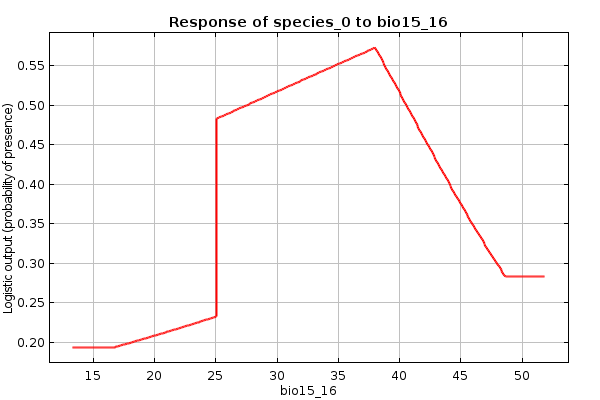 Response of species_0 to bio15_16
Logistic output (probability of presence)
0.55
0.50
0.45
0.40
0.35
0.30
0.25
0.20
15 20 25 30 35 40 45 50
bio15_16